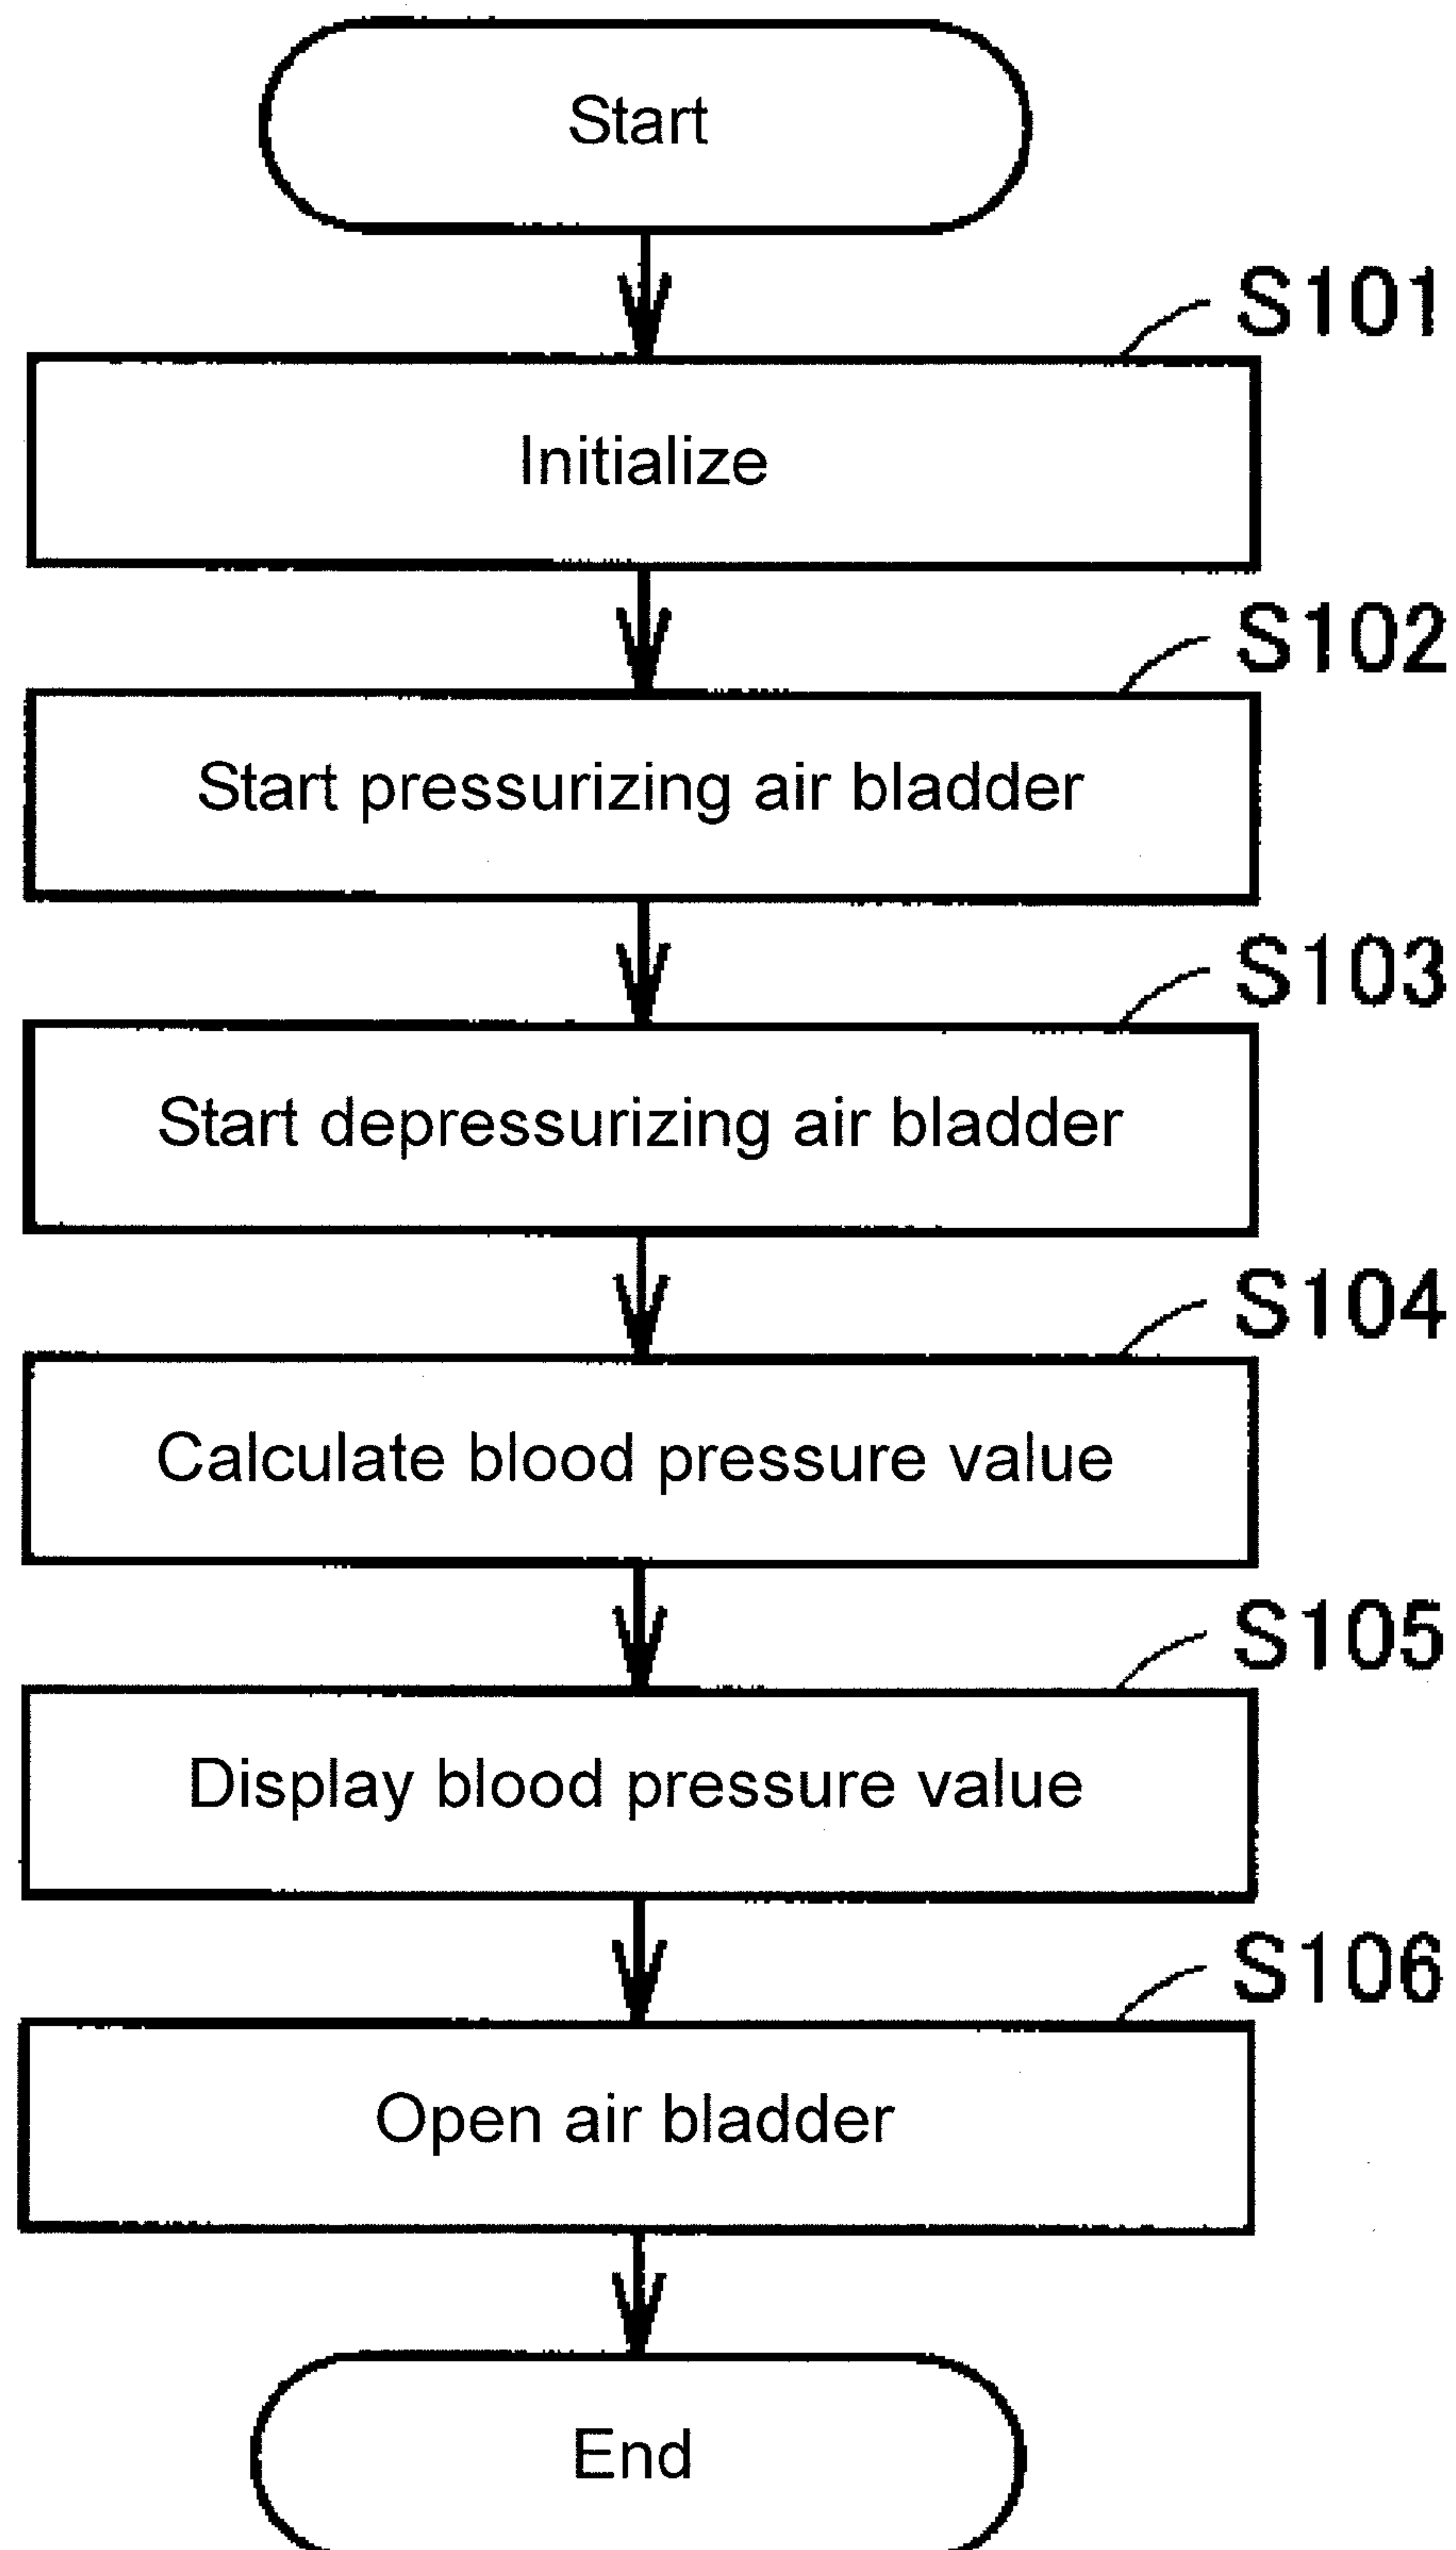 Start
S101
Initialize
S102
Start pressurizing air bladder
S103
Start depressurizing air bladder
S104
Calculate blood pressure value
S105
Display blood pressure value
S106
Open air bladder
End